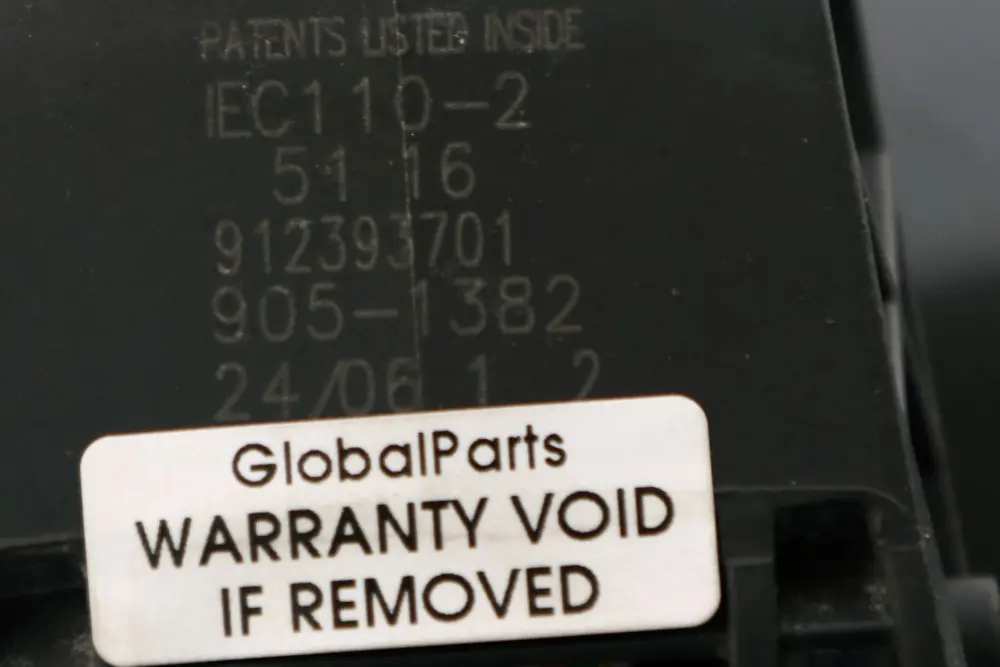 PATENTS LISTED INSIDE
IEC110-2
51 16
912393701
905-1382
24/06 1 2
GlobalParts
WARRANTY VOID
IF REMOVED